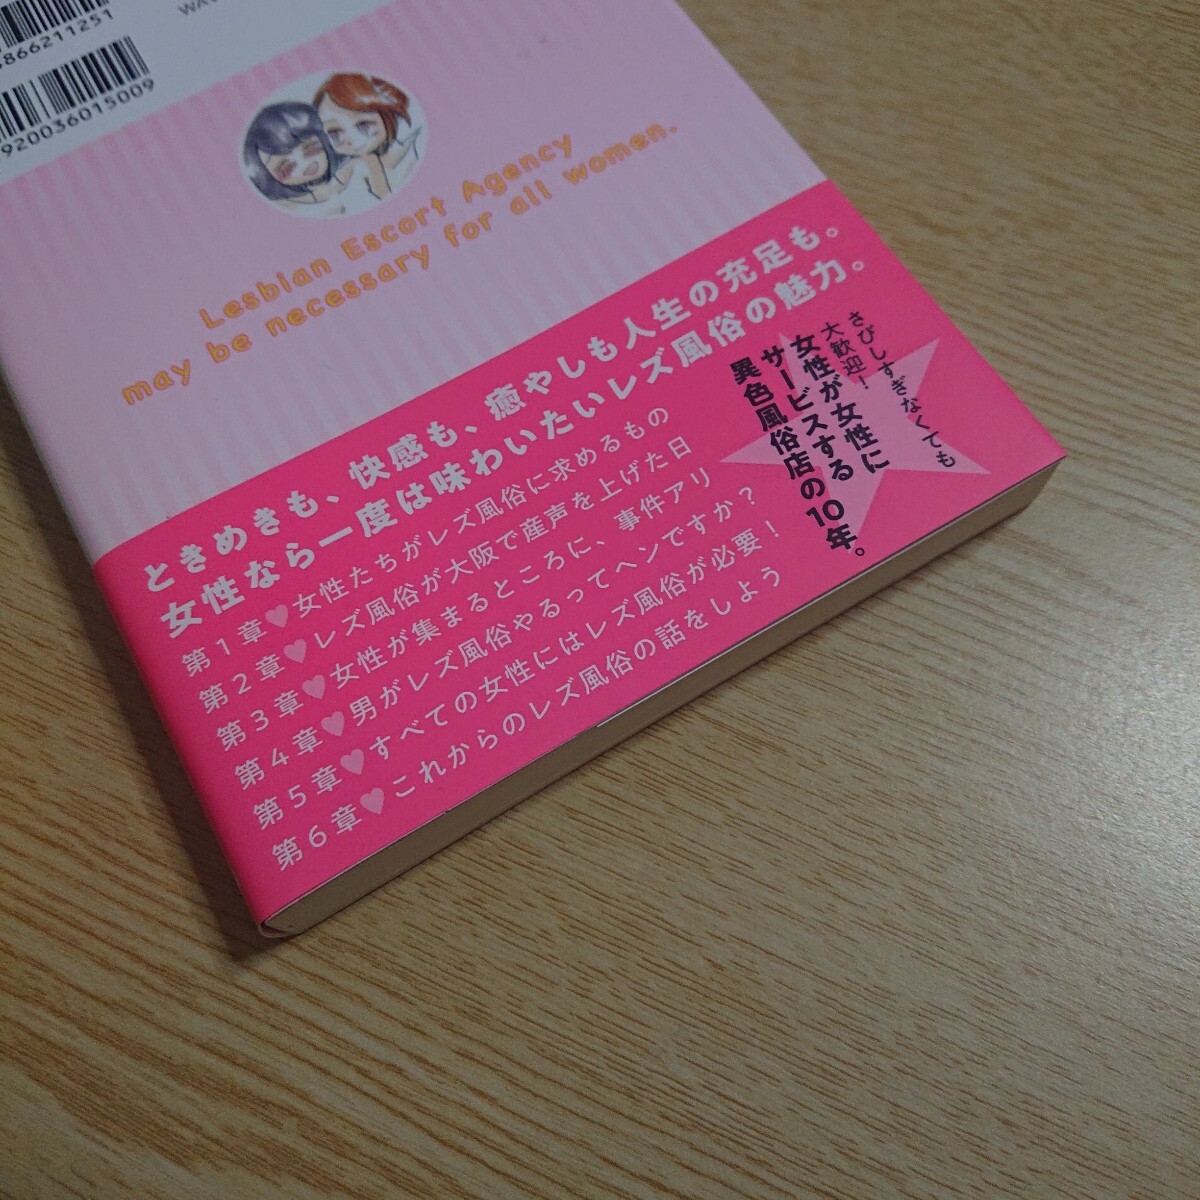 866211251
WAV
920036015009
Lesbian Escort Agency
may be necessary for all women.
ときめきも、快感も、癒やしも人生の充足も。
女性なら一度は味わいたいレズ風俗の魅力。
第1章♥女性たちがレズ風俗に求めるもの
第2章♥レズ風俗が大阪で産声を上げた日
第3章♥女性が集まるところに、事件アリ
第4章♥男がレズ風俗やるってヘンですか？
第5章♥すべての女性にはレズ風俗が必要！
第6章♥これからのレズ風俗の話をしよう
さびしすぎなくても
大歓迎！
女性が女性に
サービスする
異色風俗店の10年。